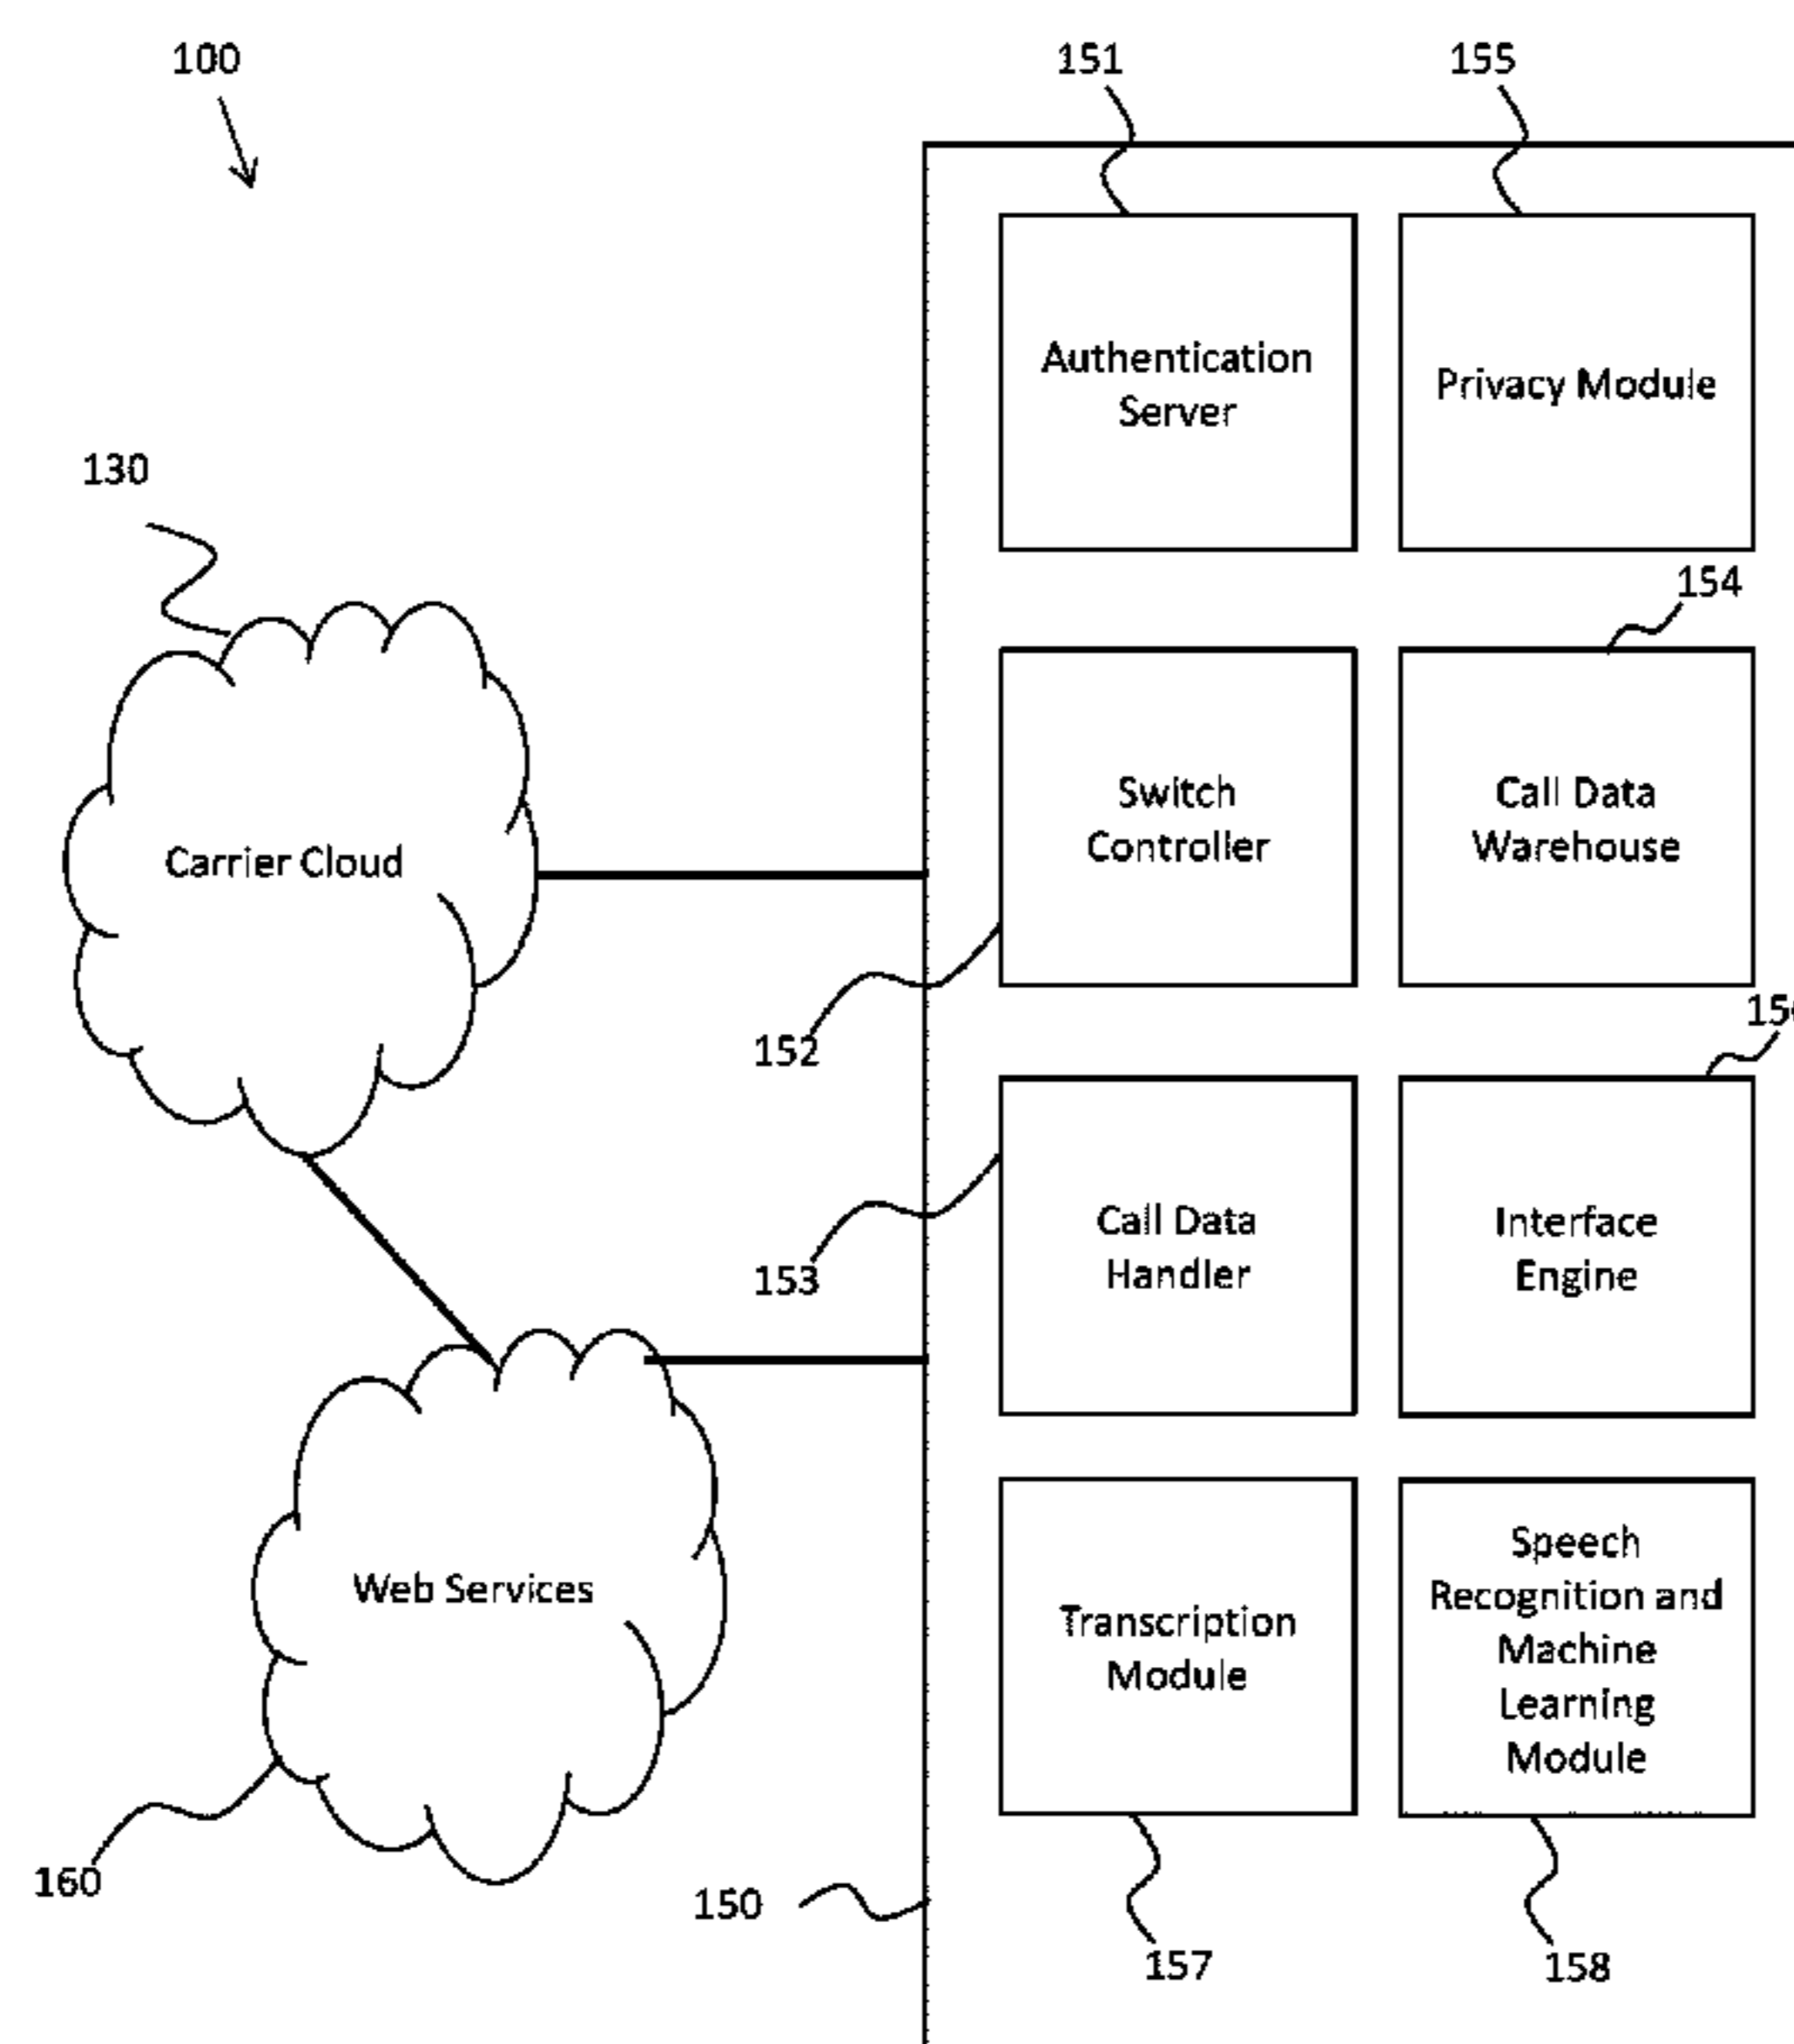 100
151
155
Authentication
Server
Privacy Module
130
154
Switch
Controller
Call Data
Warehouse
Carrier Cloud
152
153
Call Data
Handler
Interface
Engine
Web Services
Transcription
Module
Speech
Recognition and
Machine
Learning
Module
160
150
157
158